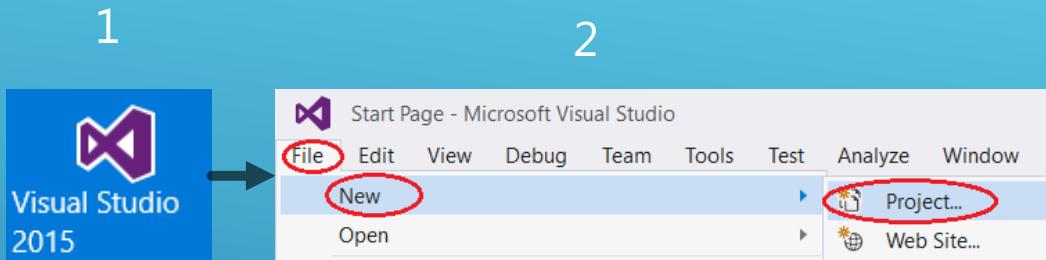 1
2
Visual Studio
2015
Start Page - Microsoft Visual Studio
File Edit View Debug Team Tools Test Analyze Window
New
Project...
Open
Web Site...